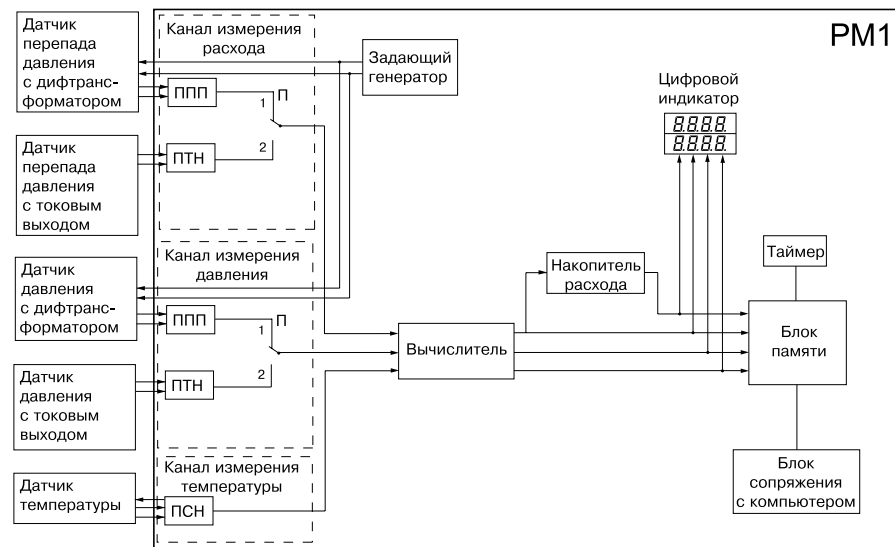 РМ1
Датчик
перепада
давления
с дифтранс-
форматором
Канал измерения
расхода
ППП
1
П
2
ПТН
Задающий
генератор
Цифровой
индикатор
8.8.8.8.
8.8.8.8.
Датчик
перепада
давления
с токовым
выходом
Датчик
давления
с дифтранс-
форматором
Канал измерения
давления
ППП
1
П
2
ПТН
Накопитель
расхода
Таймер
Вычислитель
Блок
памяти
Датчик
давления
с токовым
выходом
Датчик
температуры
Канал измерения
температуры
ПСН
Блок
сопряжения
с компьютером